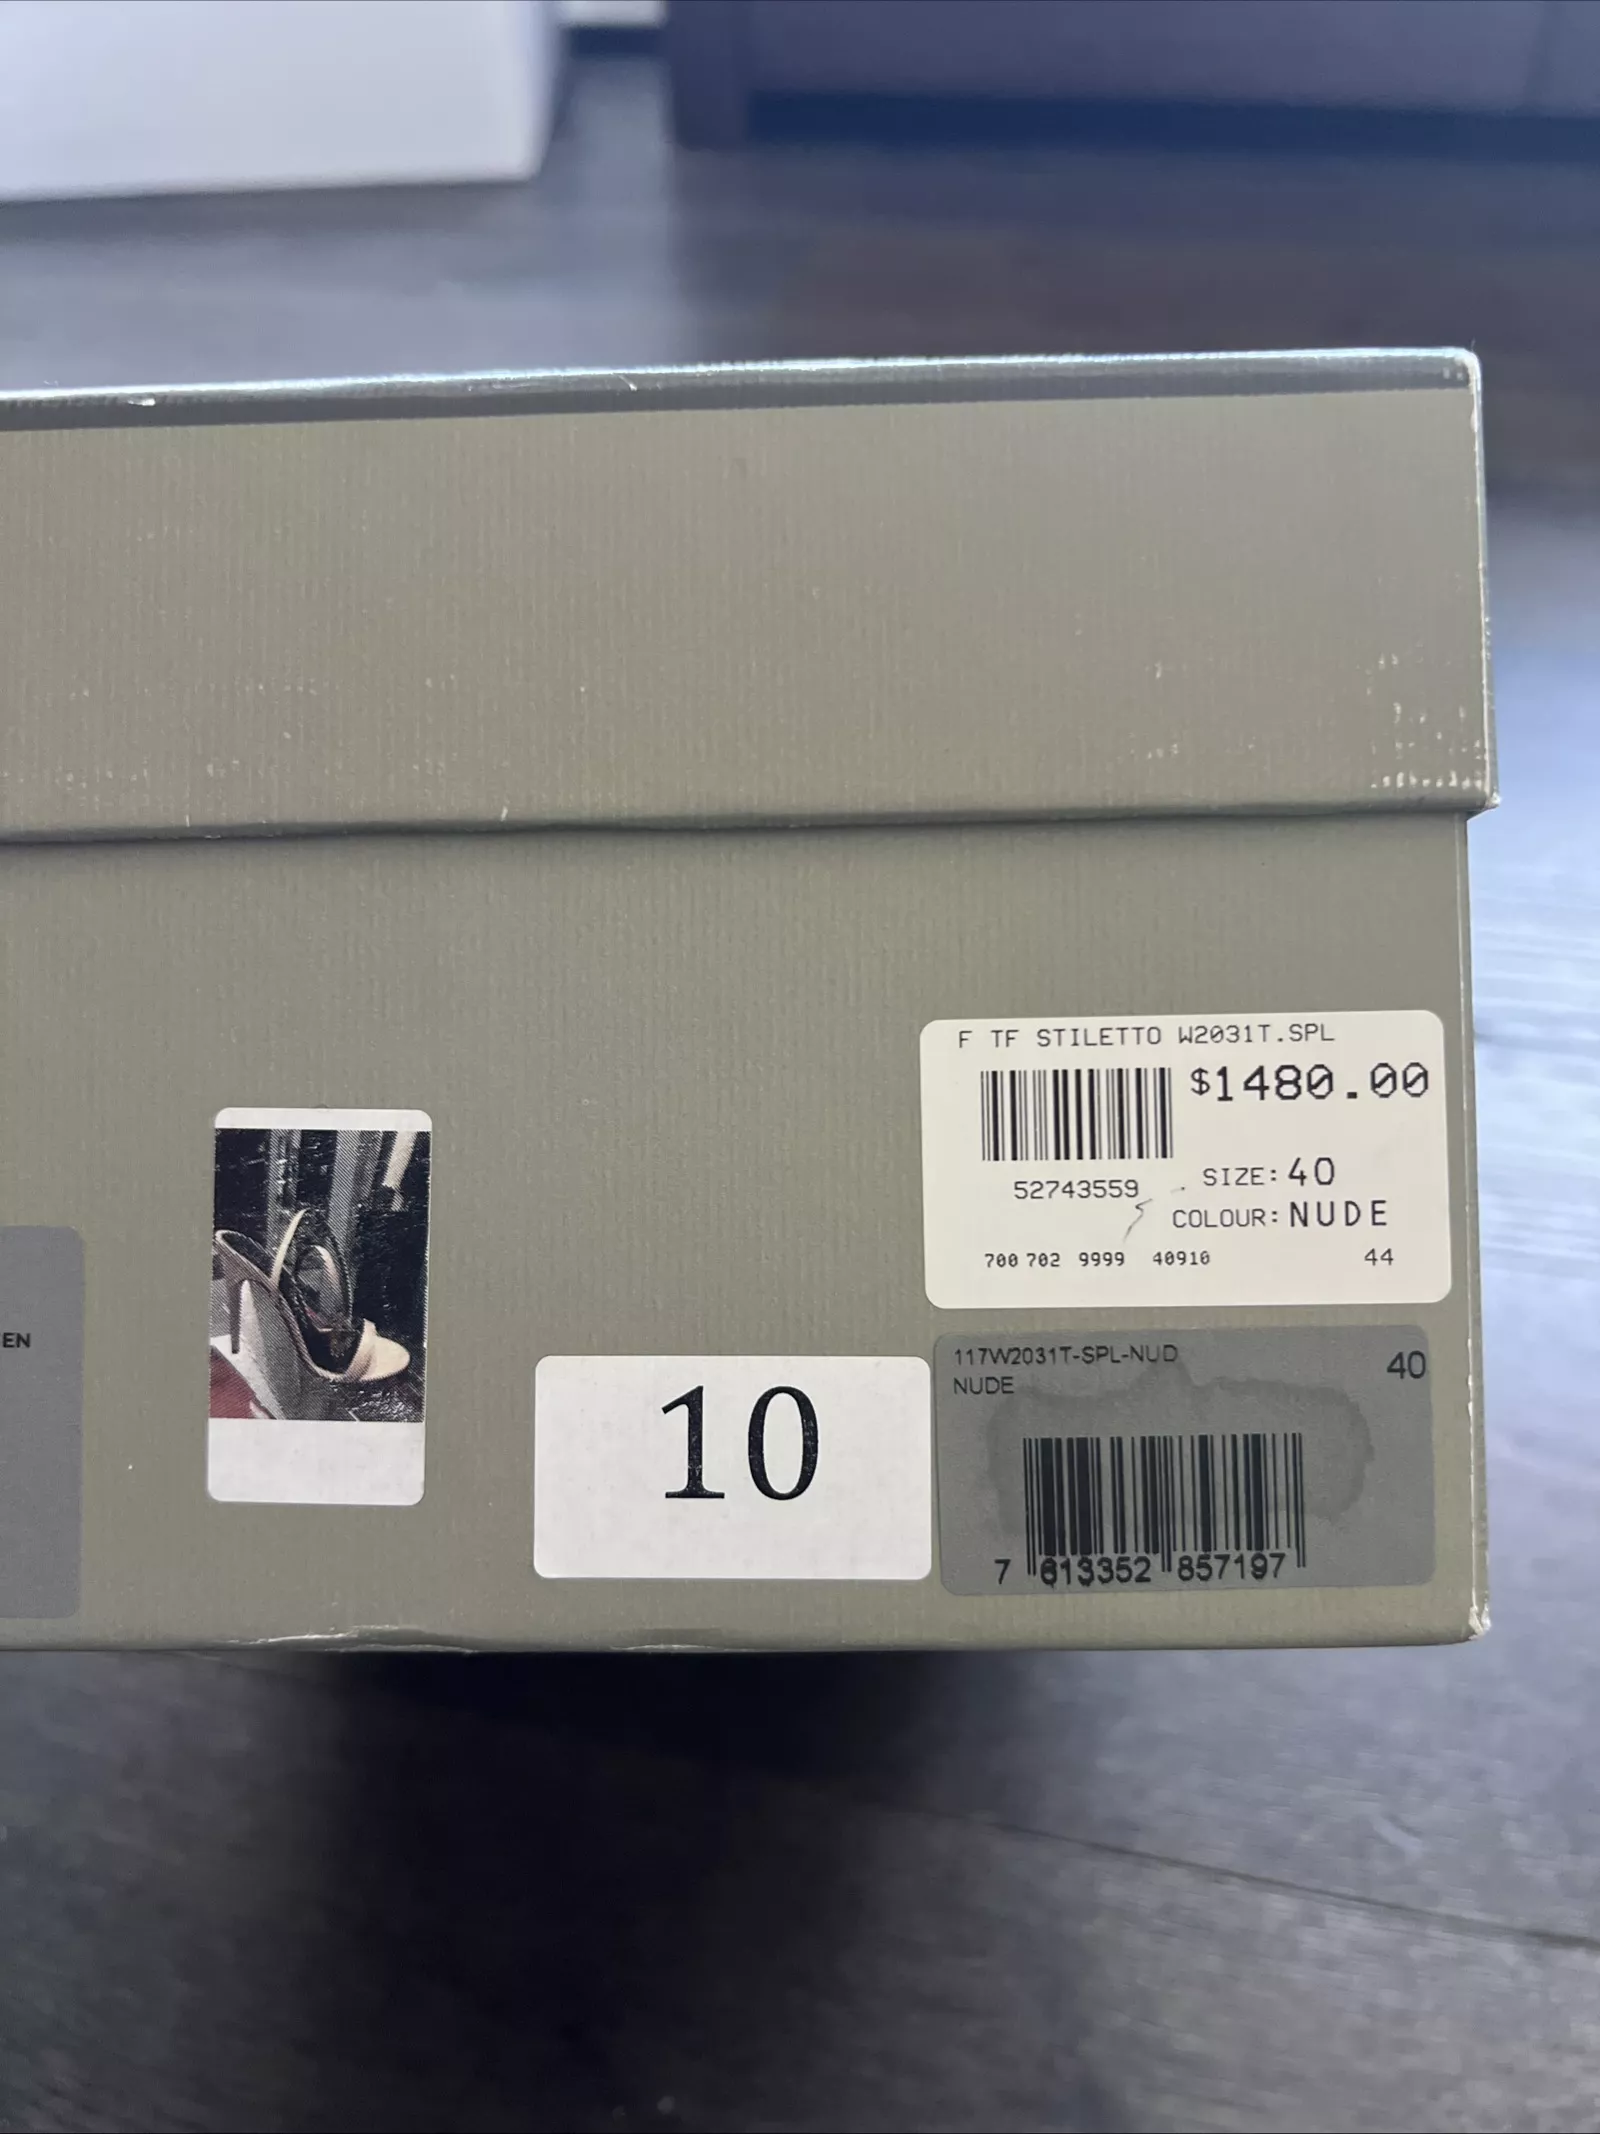 F TF STILETTO W2031T.SPL
$1480.00
52743559
SIZE: 40
COLOUR: NUDE
700 702 9999 40910 44
EN
10
117W2031T-SPL-NUD 40
NUDE
7 613352 857197